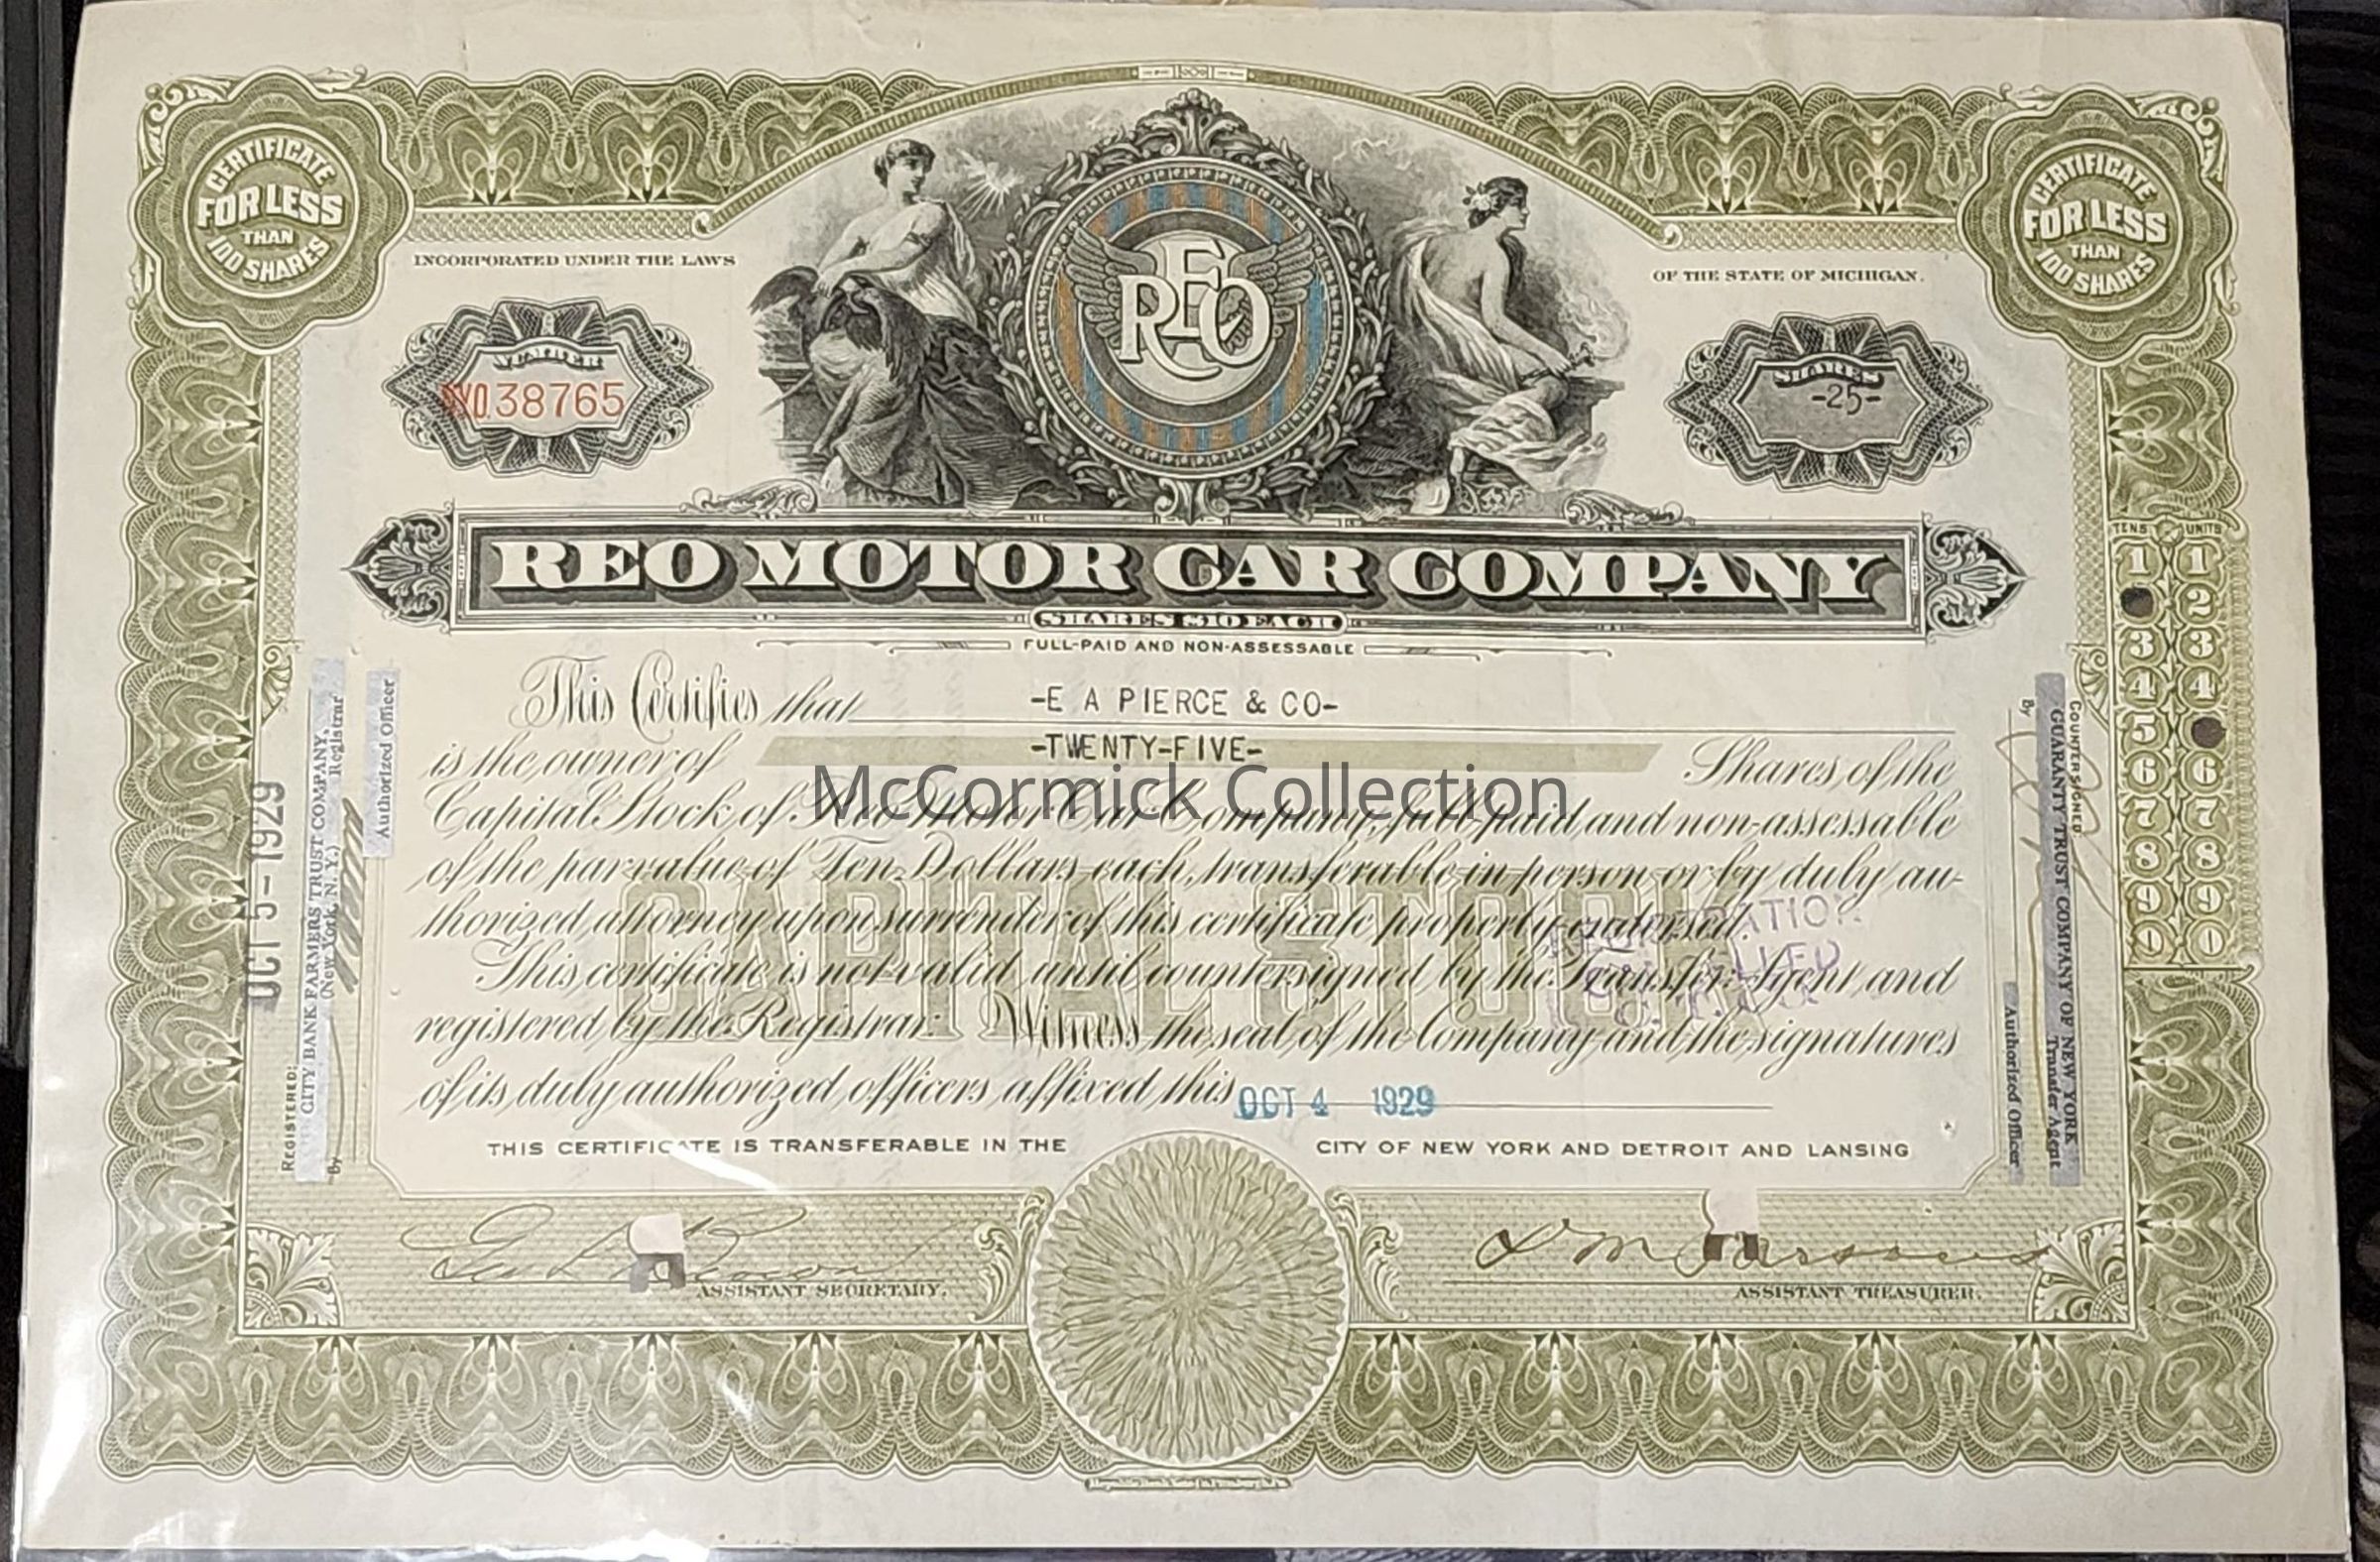 CERTIFICATE
FOR LESS
THAN
100 SHARES
CERTIFICATE
FOR LESS
THAN
100 SHARES
INCORPORATED UNDER THE LAWS
OF THE STATE OF MICHIGAN.
REO
NUMBER
NYO38765
SHARES
-25-
REO MOTOR CAR COMPANY
SHARES $10 EACH
FULL-PAID AND NON-ASSESSABLE
This Certifies that -E A PIERCE & CO-
is the owner of -TWENTY-FIVE- Shares of the
Capital Stock of Reo Motor Car Company, full paid and non-assessable
of the par value of Ten Dollars each, transferable in person or by duly au-
thorized attorney upon surrender of this certificate properly endorsed.
This certificate is not valid until countersigned by the Transfer Agent and
registered by the Registrar. Witness the seal of the Company and the signatures
of its duly authorized officers affixed this OCT 4 1929
McCormick Collection
CAPITAL STOCK
THIS CERTIFICATE IS TRANSFERABLE IN THE CITY OF NEW YORK AND DETROIT AND LANSING
ASSISTANT SECRETARY.
ASSISTANT TREASURER.
OCT 5-1929
REGISTERED:
CITY BANK FARMERS TRUST COMPANY,
(New York, N. Y.) Registrar
By
Authorized Officer
COUNTERSIGNED
GUARANTY TRUST COMPANY OF NEW YORK
Transfer Agent
By
Authorized Officer
TENS UNITS
1 1
2
3 3
4 4
5
6 6
7 7
8 8
9 9
0 0